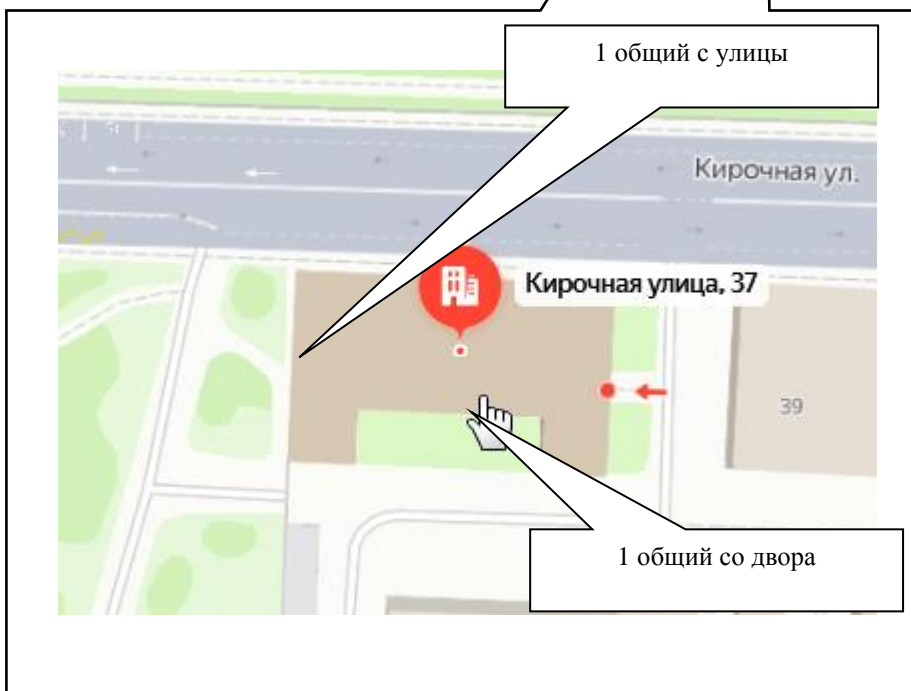 1 общий с улицы
Кирочная ул.
Кирочная улица, 37
39
1 общий со двора